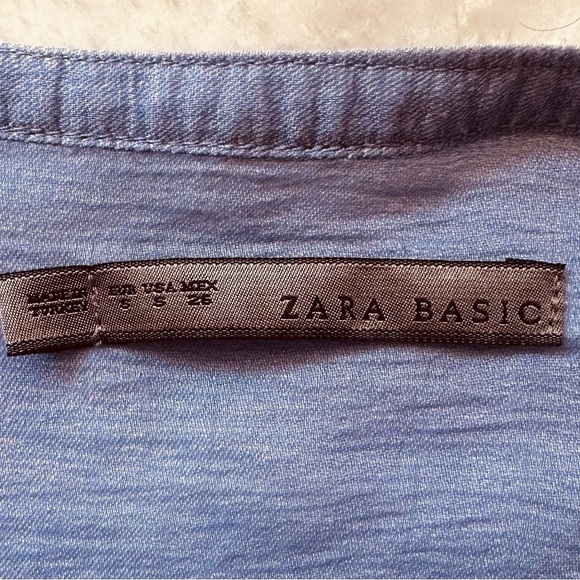 MADE IN
TURKEY
EUR USA MEX
S S 26
ZARA BASIC